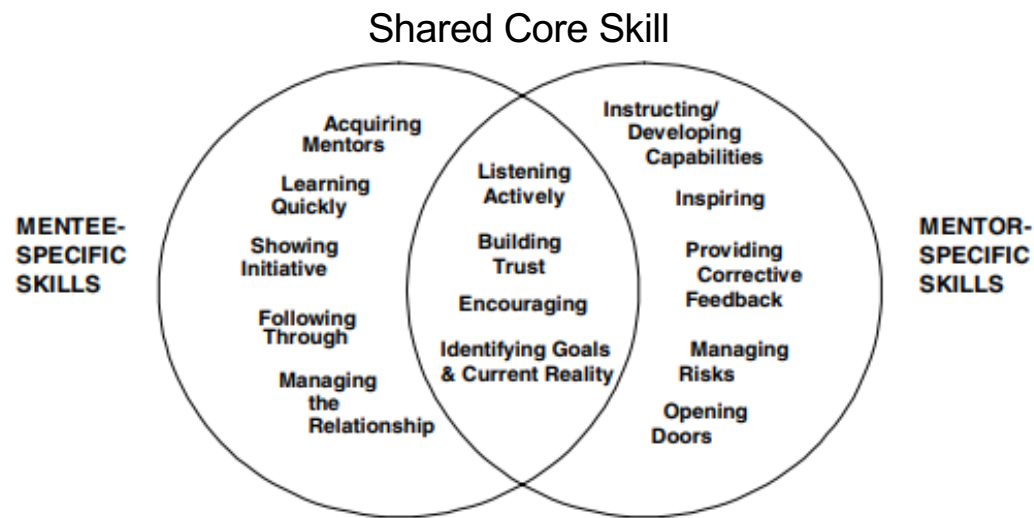 Shared Core Skill
MENTEE-
SPECIFIC
SKILLS
Acquiring
Mentors
Learning
Quickly
Showing
Initiative
Following
Through
Managing
the
Relationship
Listening
Actively
Building
Trust
Encouraging
Identifying Goals
& Current Reality
Instructing/
Developing
Capabilities
Inspiring
Providing
Corrective
Feedback
Managing
Risks
Opening
Doors
MENTOR-
SPECIFIC
SKILLS